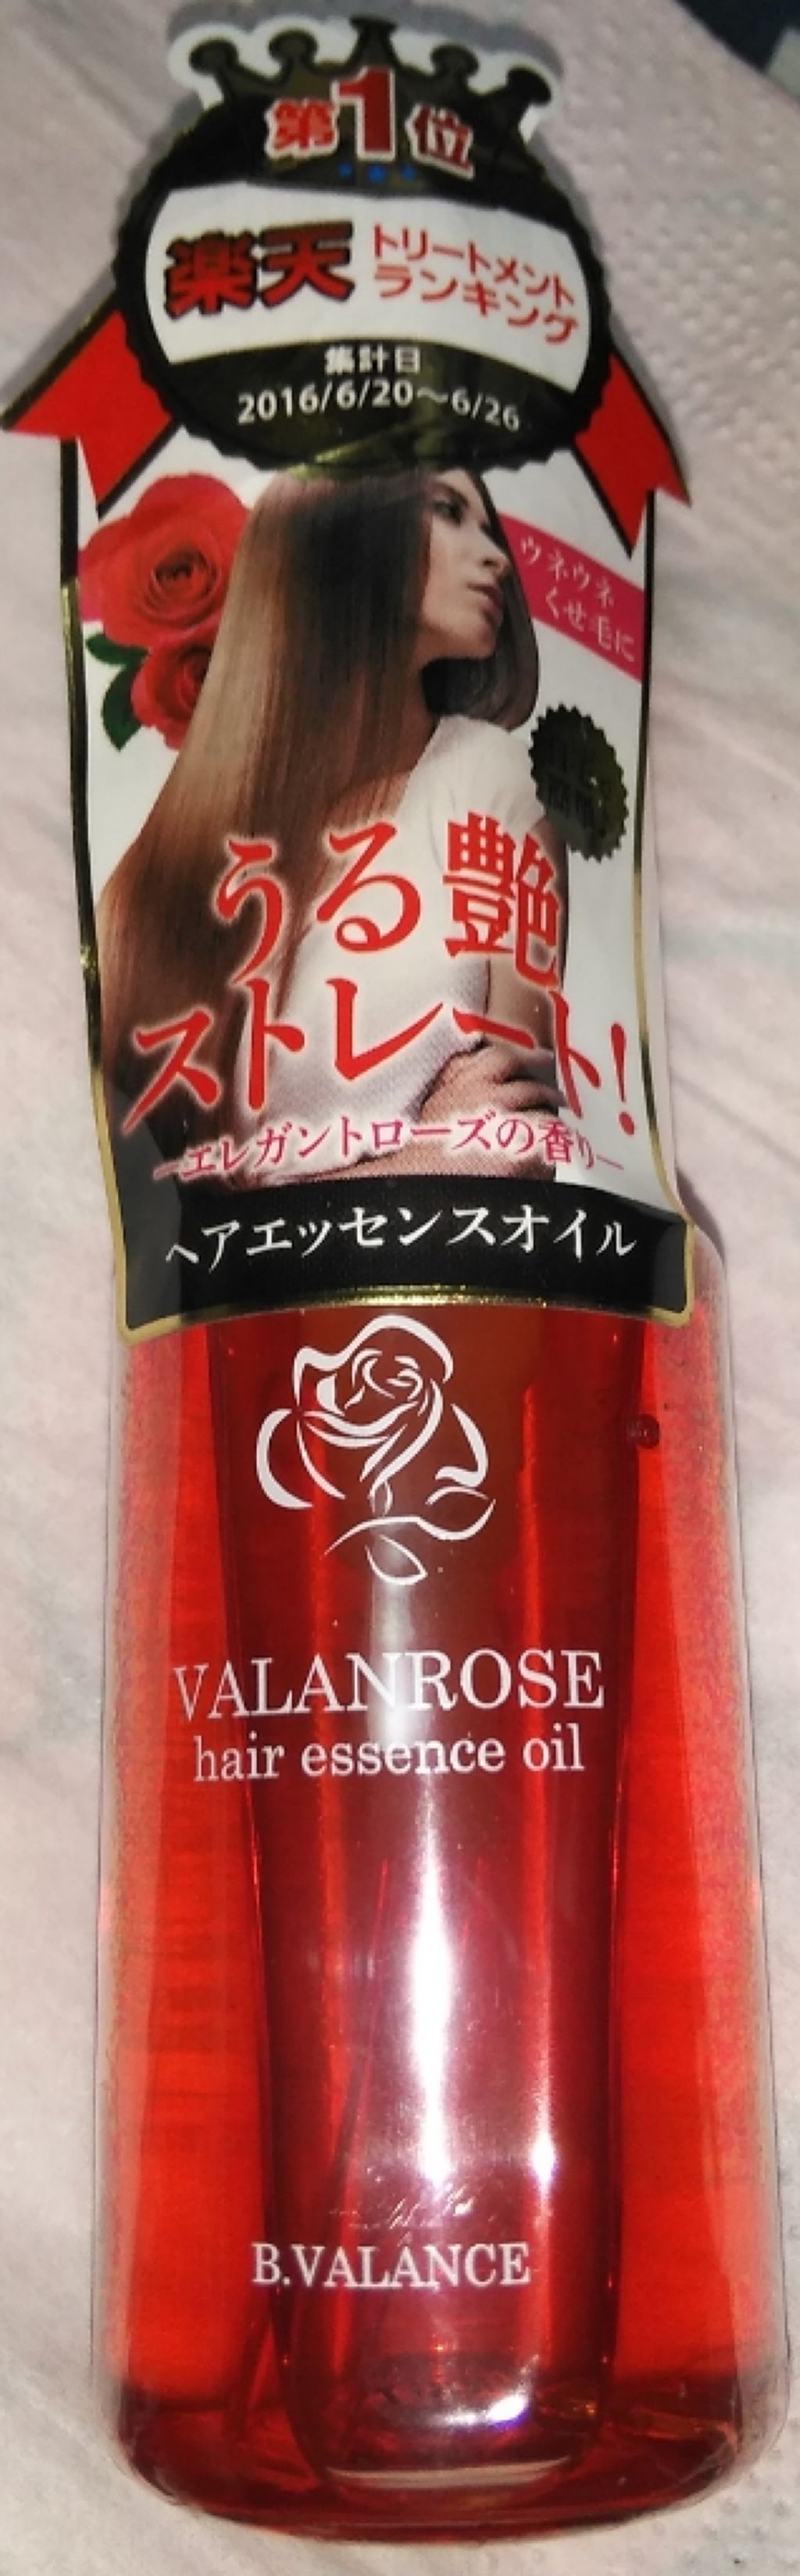 第1位
楽天 トリートメント
ランキング
集計日
2016/6/20～6/26
ウネウネ
くせ毛に
うる艶
ストレート!
―エレガントローズの香り―
ヘアエッセンスオイル
VALANROSE
hair essence oil
B.VALANCE